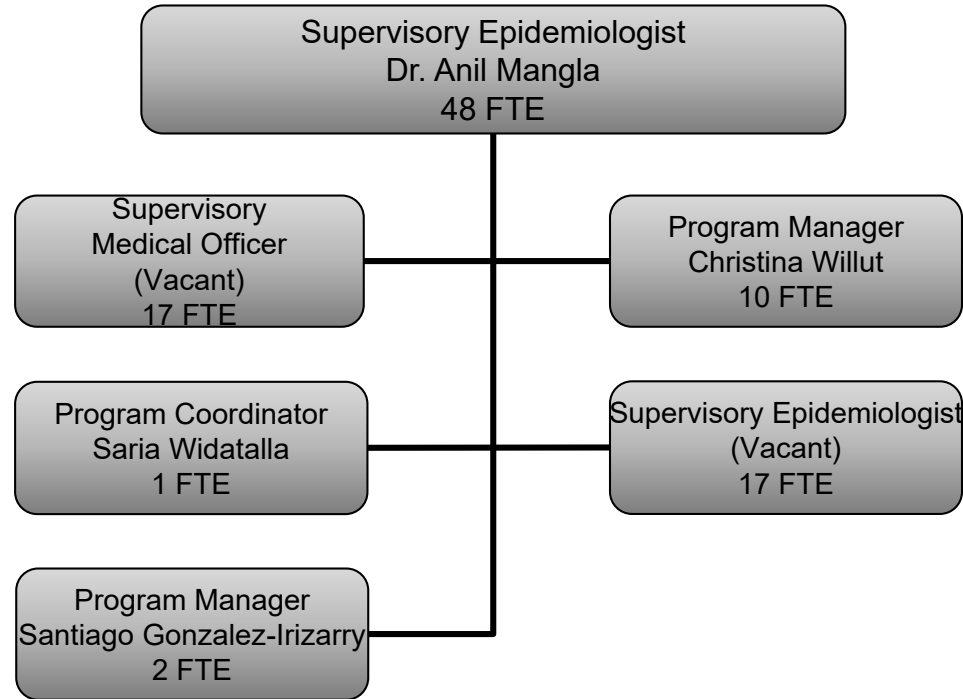 Supervisory Epidemiologist
Dr. Anil Mangla
48 FTE
Supervisory
Medical Officer
(Vacant)
17 FTE
Program Manager
Christina Willut
10 FTE
Program Coordinator
Saria Widatalla
1 FTE
Supervisory Epidemiologist
(Vacant)
17 FTE
Program Manager
Santiago Gonzalez-Irizarry
2 FTE